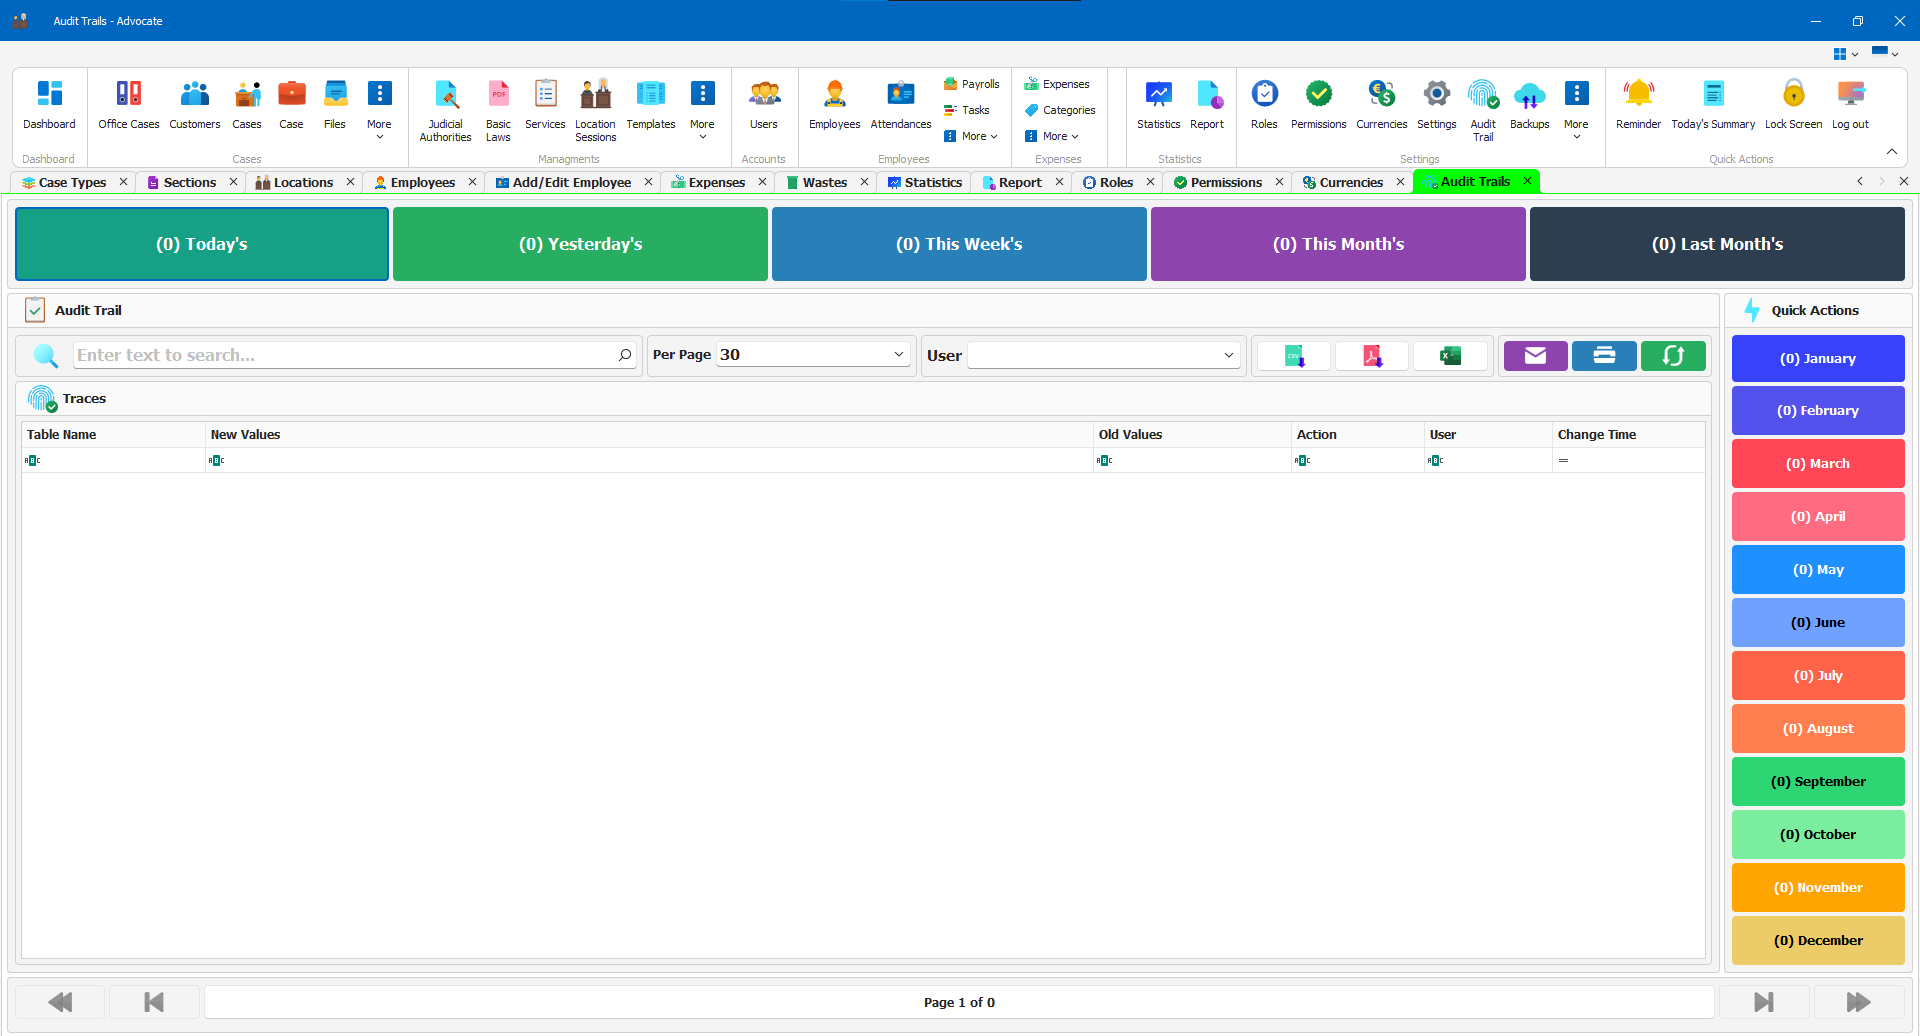 Audit Trails - Advocate
Dashboard
Office Cases
Customers
Cases
Case
Files
More
Judicial Authorities
Basic Laws
Services
Location Sessions
Templates
More
Users
Employees
Attendances
Payrolls
Tasks
More
Expenses
Categories
More
Statistics
Report
Roles
Permissions
Currencies
Settings
Audit Trail
Backups
More
Reminder
Today's Summary
Lock Screen
Log out
Dashboard
Cases
Managments
Accounts
Employees
Expenses
Statistics
Settings
Quick Actions
Case Types
Sections
Locations
Employees
Add/Edit Employee
Expenses
Wastes
Statistics
Report
Roles
Permissions
Currencies
Audit Trails
(0) Today's
(0) Yesterday's
(0) This Week's
(0) This Month's
(0) Last Month's
Audit Trail
Enter text to search...
Per Page 30
User
Traces
Table Name
New Values
Old Values
Action
User
Change Time
Quick Actions
(0) January
(0) February
(0) March
(0) April
(0) May
(0) June
(0) July
(0) August
(0) September
(0) October
(0) November
(0) December
Page 1 of 0